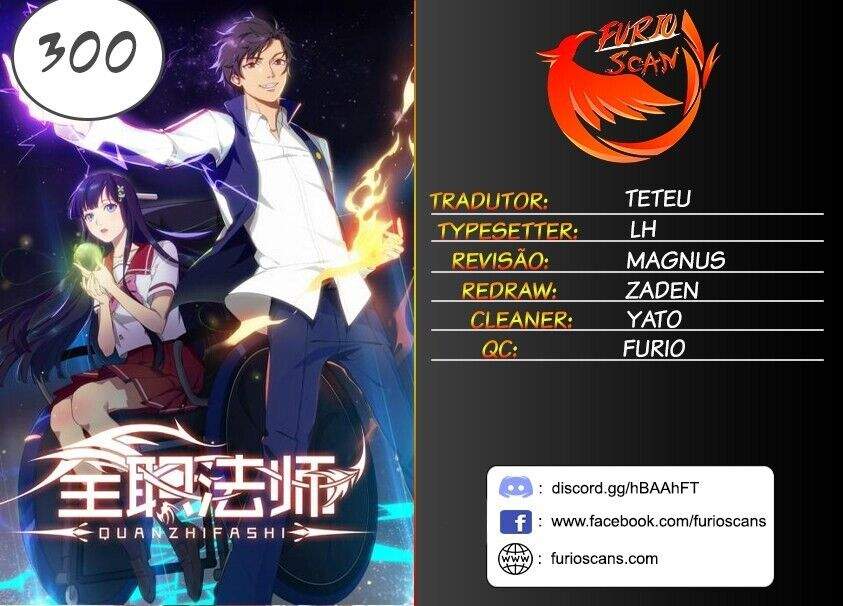 300
全职法师
QUANZHIFASHI
FURIO
SCAN
TRADUTOR: TETEU
TYPESETTER: LH
REVISÃO: MAGNUS
REDRAW: ZADEN
CLEANER: YATO
QC: FURIO
: discord.gg/hBAAhFT
f : www.facebook.com/furioscans
www : furioscans.com